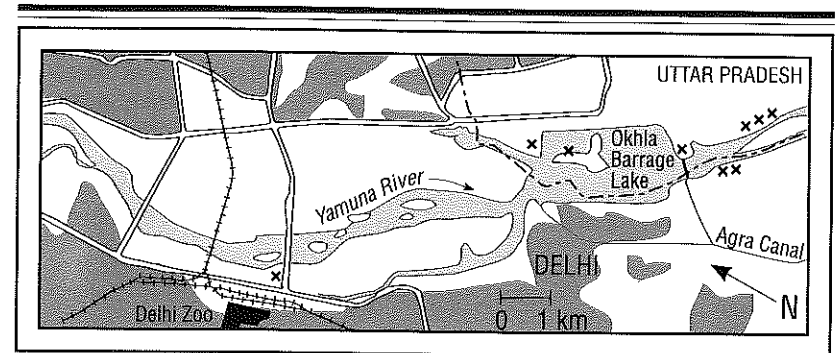 UTTAR PRADESH
Okhla
Barrage
Lake
Yamuna River
Agra Canal
DELHI
N
Delhi Zoo
0 1 km